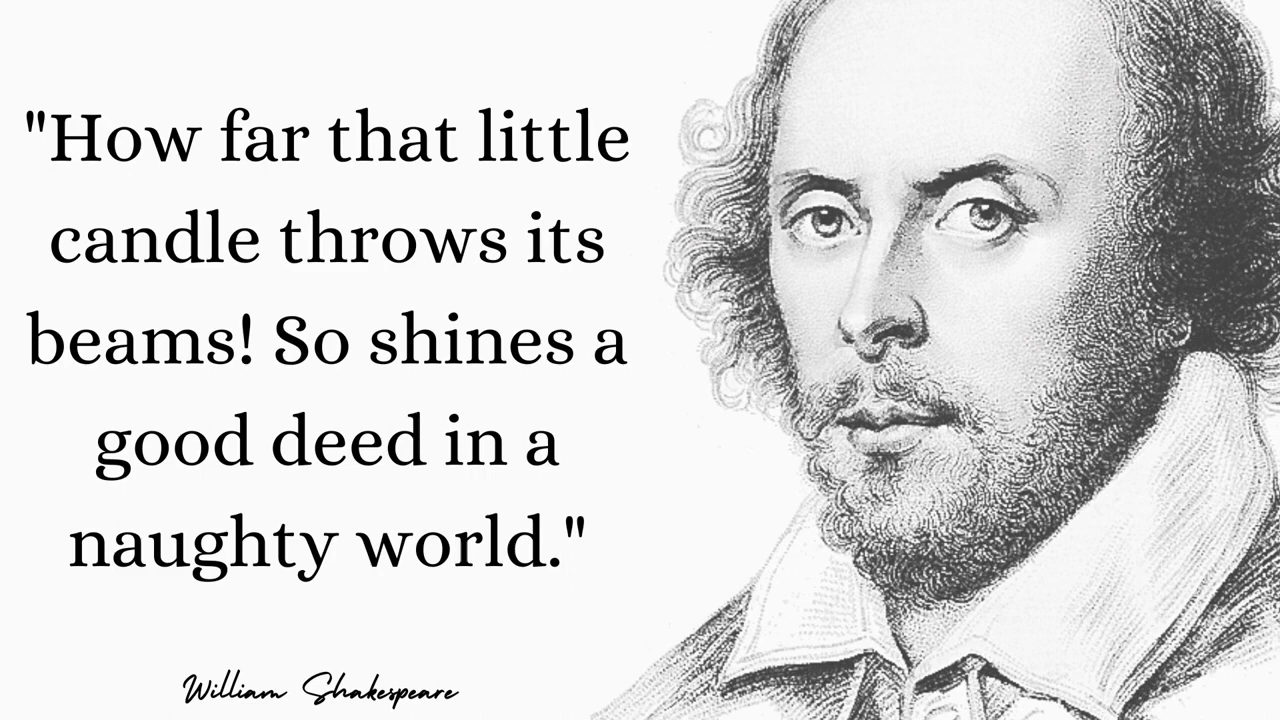 "How far that little
candle throws its
beams! So shines a
good deed in a
naughty world."
William Shakespeare